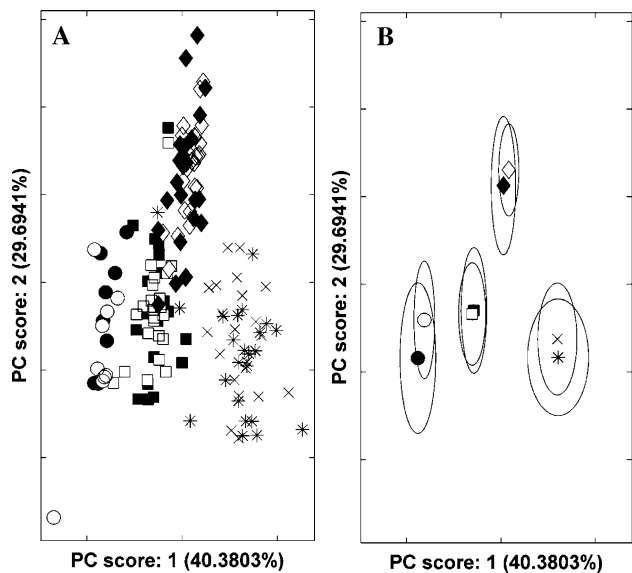 A
B
PC score: 2 (29.6941%)
PC score: 2 (29.6941%)
PC score: 1 (40.3803%)
PC score: 1 (40.3803%)